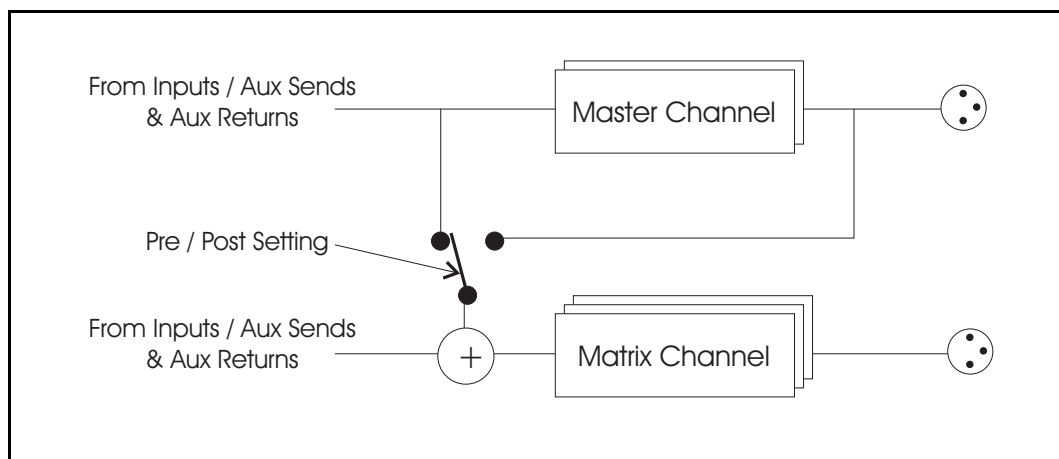 From Inputs / Aux Sends
& Aux Returns
Master Channel
Pre / Post Setting
From Inputs / Aux Sends
& Aux Returns
+
Matrix Channel